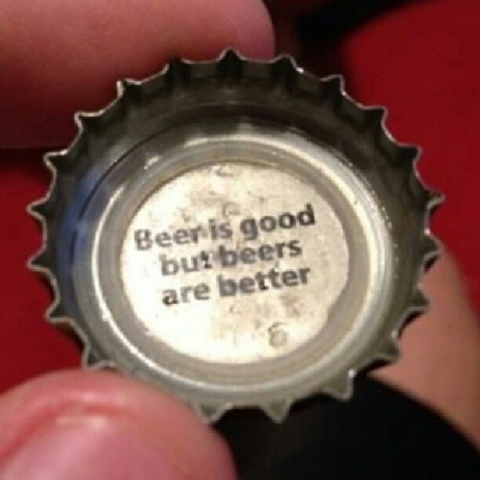 Beer is good
but beers
are better